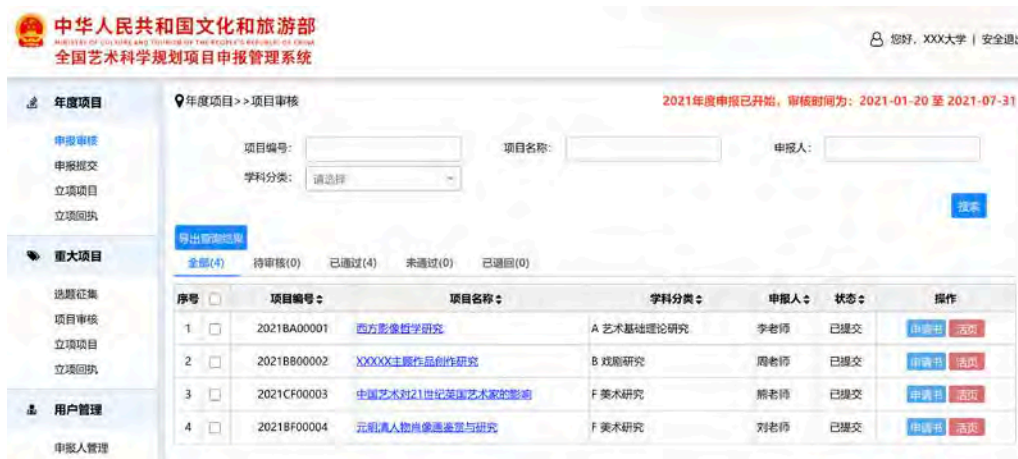 中华人民共和国文化和旅游部
MINISTRY OF CULTURE AND TOURISM OF THE PEOPLE'S REPUBLIC OF CHINA
全国艺术科学规划项目申报管理系统
您好，XXX大学 | 安全退出
年度项目
申报审核
申报提交
立项项目
立项回执
重大项目
选题征集
项目审核
立项项目
立项回执
用户管理
申报人管理
年度项目>>项目审核
2021年度申报已开始，审核时间为：2021-01-20 至 2021-07-31
项目编号： 项目名称： 申报人：
学科分类： 请选择
搜索
导出查询结果
全部(4) 待审核(0) 已通过(4) 未通过(0) 已退回(0)
序号 项目编号 项目名称 学科分类 申报人 状态 操作
1 2021BA00001 西方影像哲学研究 A 艺术基础理论研究 李老师 已提交 申请书 活页
2 2021BB00002 XXXXX主题作品创作研究 B 戏剧研究 周老师 已提交 申请书 活页
3 2021CF00003 中国艺术对21世纪英国艺术家的影响 F 美术研究 熊老师 已提交 申请书 活页
4 2021BF00004 元明清人物肖像画鉴赏与研究 F 美术研究 刘老师 已提交 申请书 活页